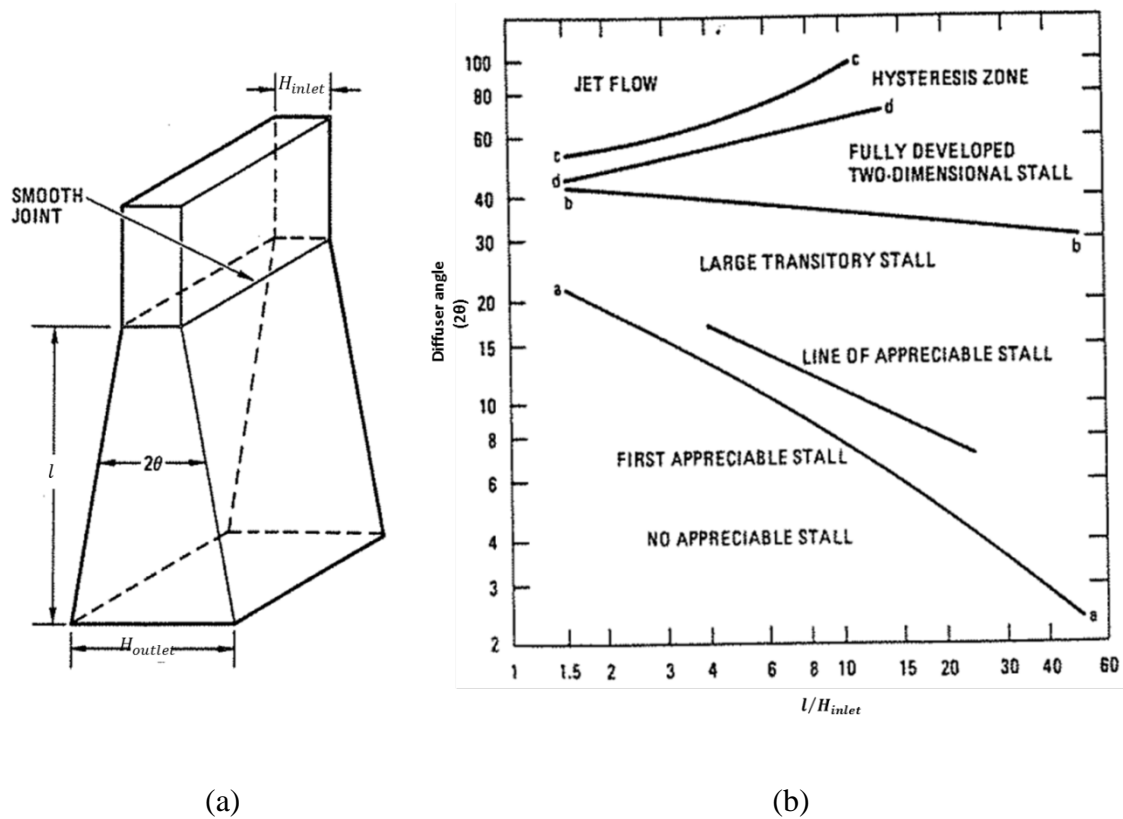 H_inlet
SMOOTH
JOINT
l
2θ
H_outlet
(a)
Diffuser angle
(2θ)
100
80
60
40
30
20
15
10
8
6
4
3
2
JET FLOW
c
HYSTERESIS ZONE
d
c
FULLY DEVELOPED
TWO-DIMENSIONAL STALL
d
b
b
LARGE TRANSITORY STALL
a
LINE OF APPRECIABLE STALL
FIRST APPRECIABLE STALL
NO APPRECIABLE STALL
a
1 1.5 2 3 4 6 8 10 15 20 30 40 60
l/H_inlet
(b)